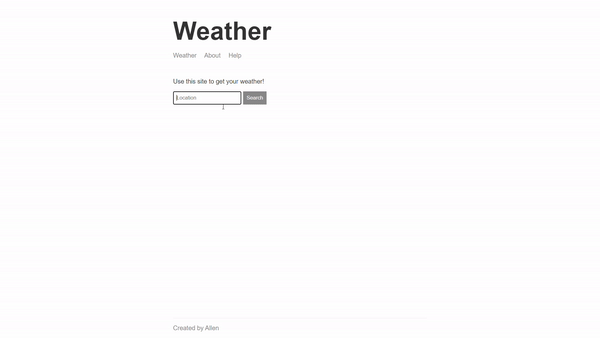 Weather
Weather About Help
Use this site to get your weather!
Location Search
Created by Allen